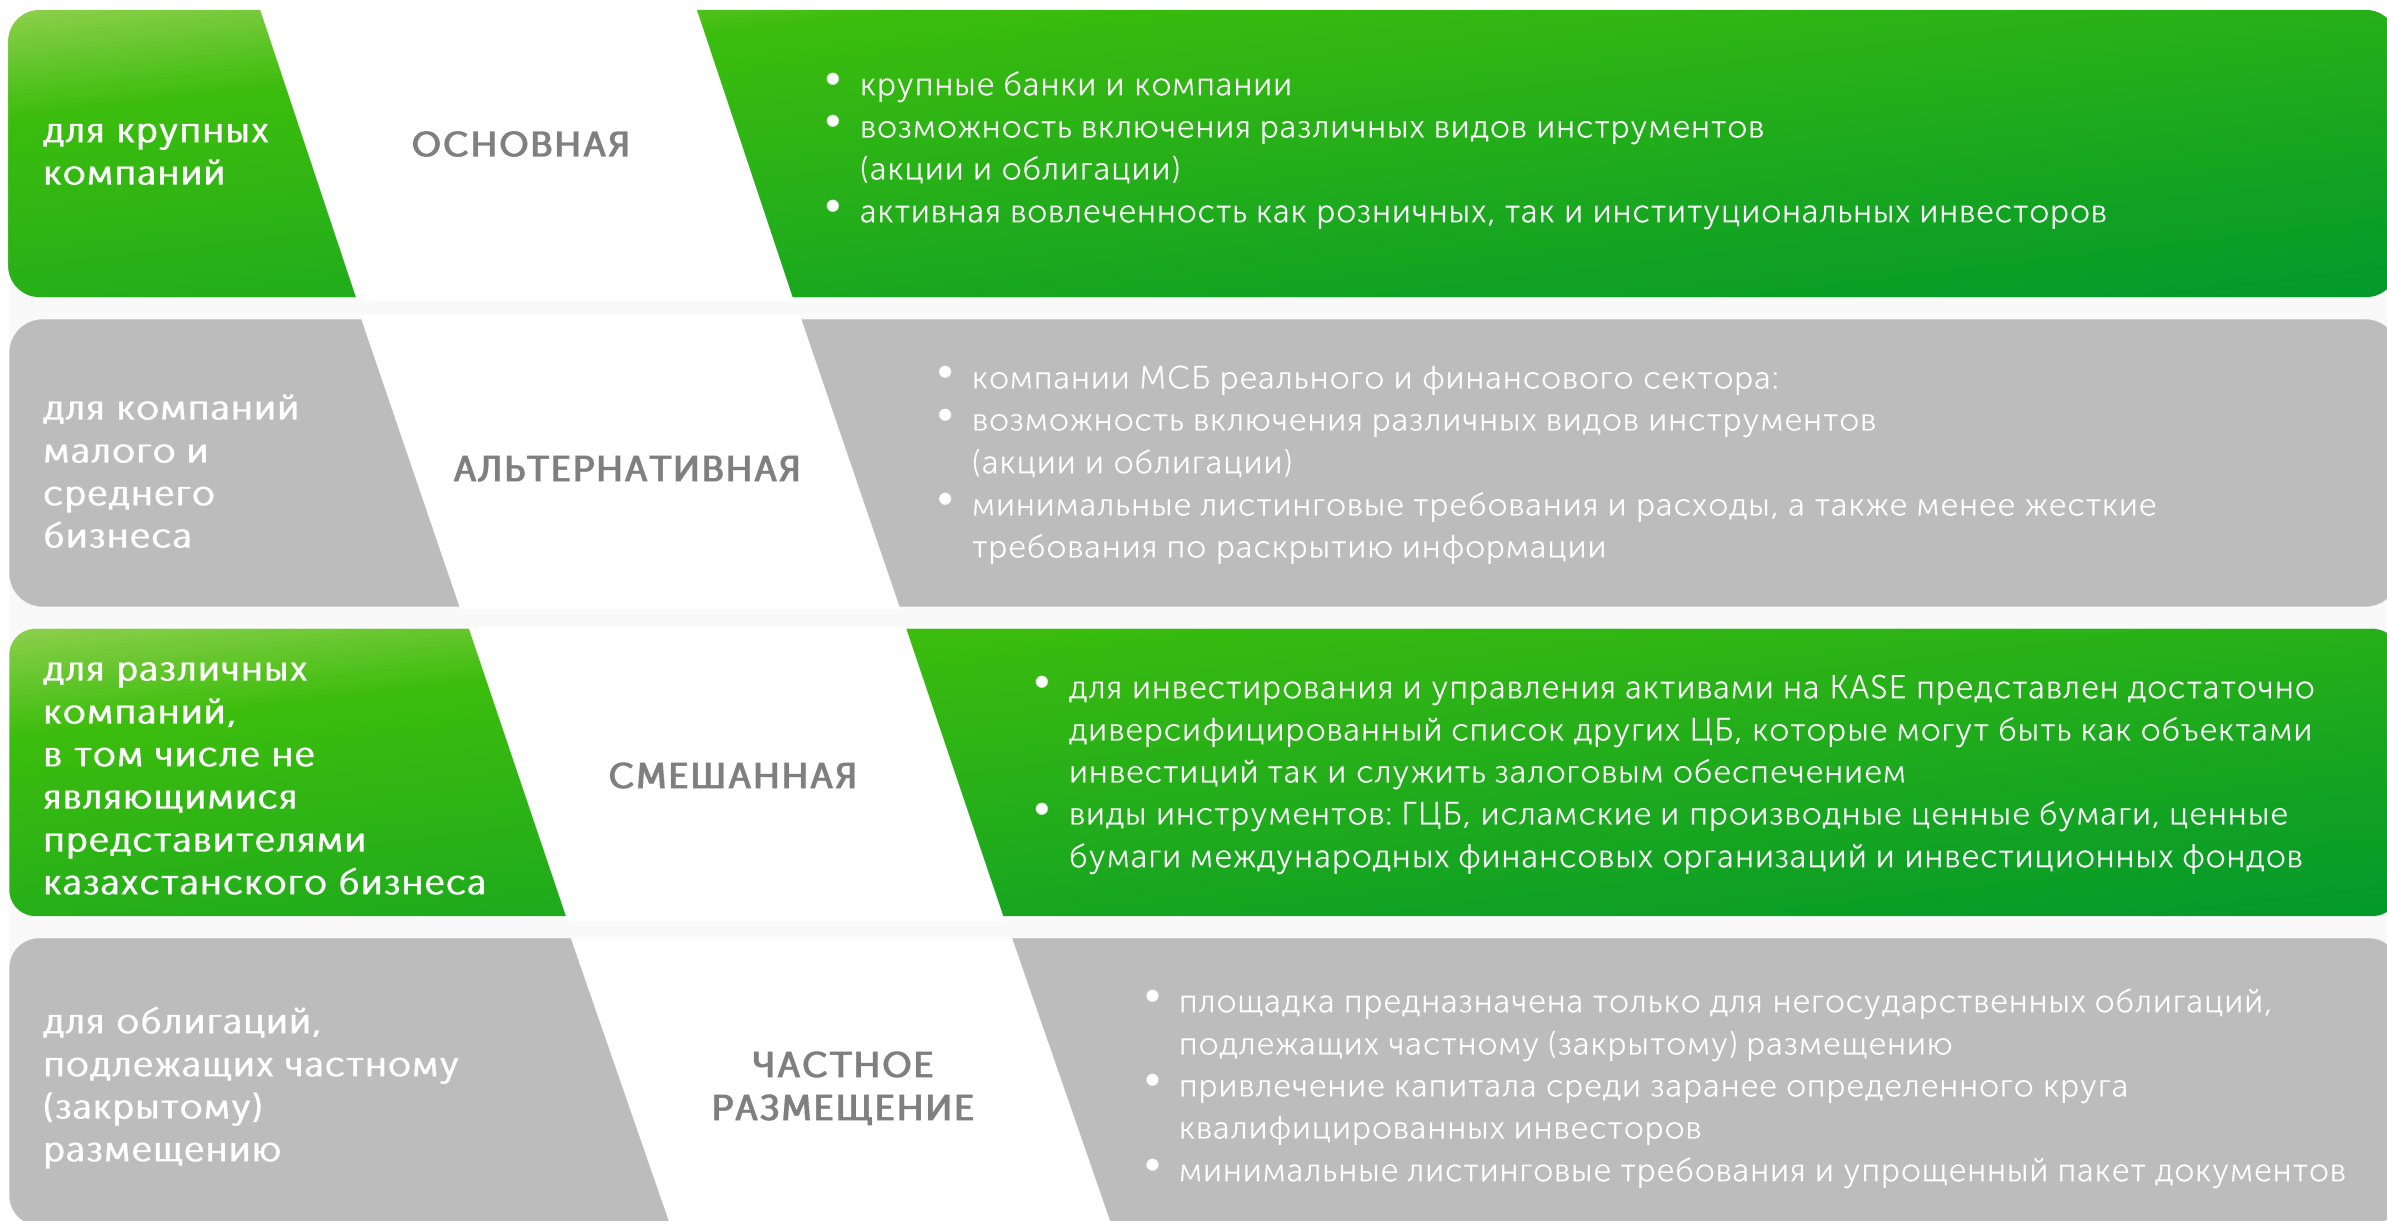 для крупных
компаний
ОСНОВНАЯ
• крупные банки и компании
• возможность включения различных видов инструментов
(акции и облигации)
• активная вовлеченность как розничных, так и институциональных инвесторов
для компаний
малого и
среднего
бизнеса
АЛЬТЕРНАТИВНАЯ
• компании МСБ реального и финансового сектора:
• возможность включения различных видов инструментов
(акции и облигации)
• минимальные листинговые требования и расходы, а также менее жесткие
требования по раскрытию информации
для различных
компаний,
в том числе не
являющимися
представителями
казахстанского бизнеса
СМЕШАННАЯ
• для инвестирования и управления активами на KASE представлен достаточно
диверсифицированный список других ЦБ, которые могут быть как объектами
инвестиций так и служить залоговым обеспечением
• виды инструментов: ГЦБ, исламские и производные ценные бумаги, ценные
бумаги международных финансовых организаций и инвестиционных фондов
для облигаций,
подлежащих частному
(закрытому)
размещению
ЧАСТНОЕ
РАЗМЕЩЕНИЕ
• площадка предназначена только для негосударственных облигаций,
подлежащих частному (закрытому) размещению
• привлечение капитала среди заранее определенного круга
квалифицированных инвесторов
• минимальные листинговые требования и упрощенный пакет документов